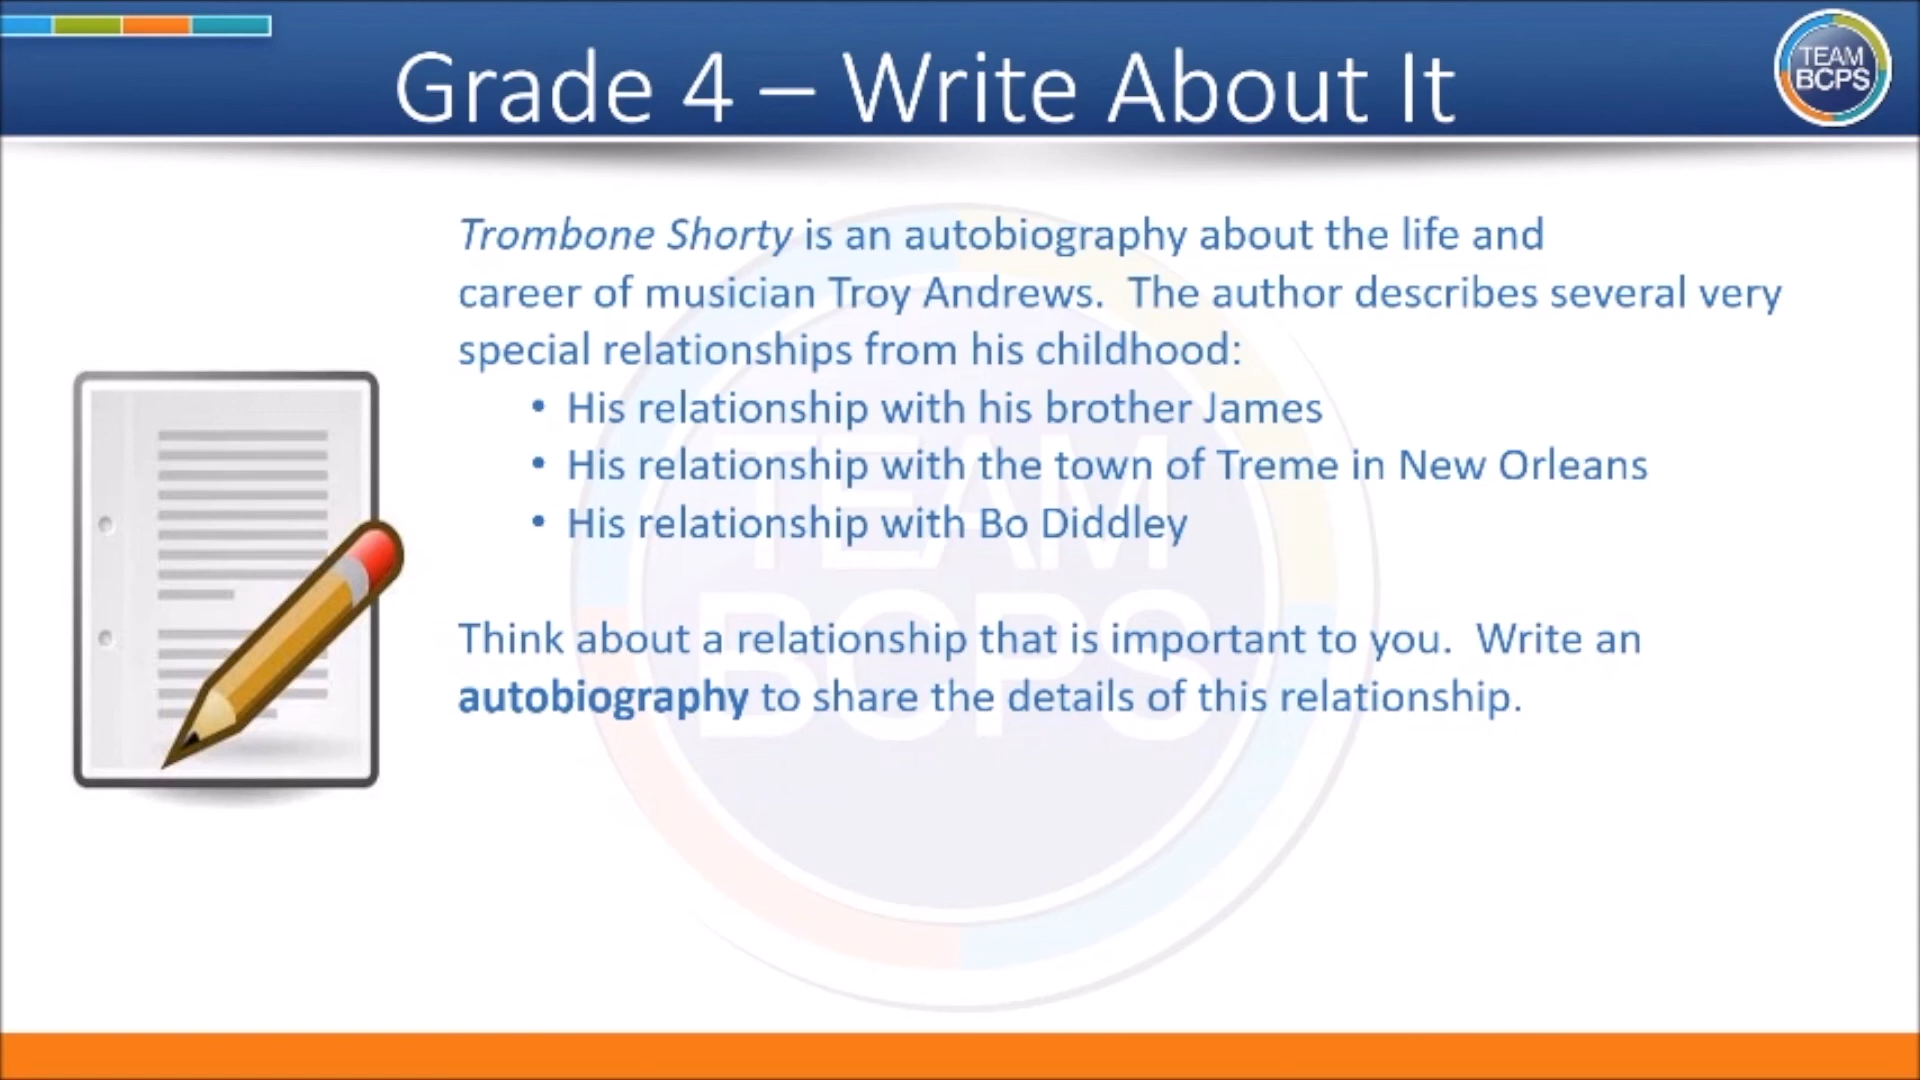 Grade 4 – Write About It
TEAM
BCPS
Trombone Shorty is an autobiography about the life and
career of musician Troy Andrews.  The author describes several very
special relationships from his childhood:
• His relationship with his brother James
• His relationship with the town of Treme in New Orleans
• His relationship with Bo Diddley
Think about a relationship that is important to you.  Write an
autobiography to share the details of this relationship.
TEAM
BCPS